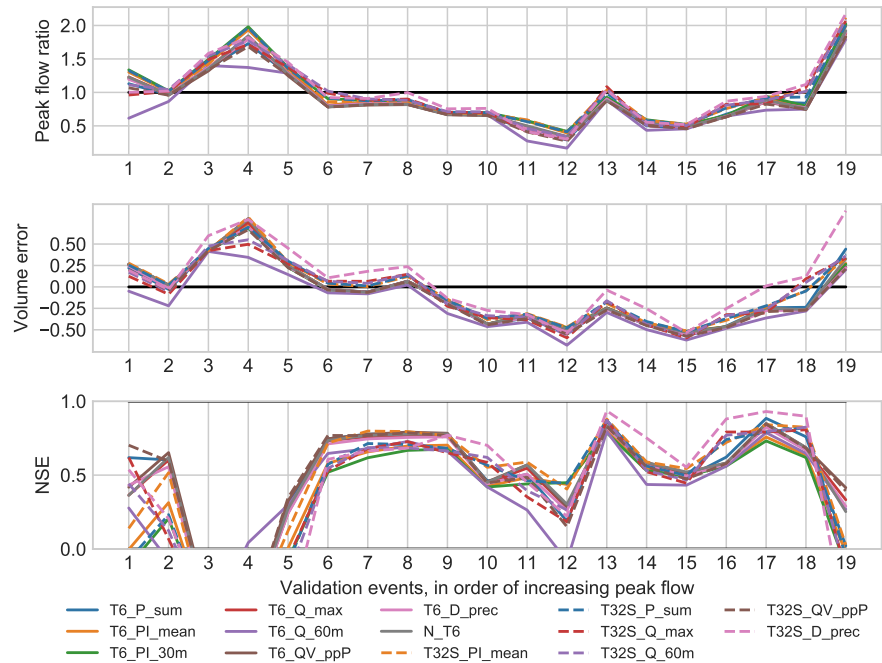 Peak flow ratio
2.0
1.5
1.0
0.5
1 2 3 4 5 6 7 8 9 10 11 12 13 14 15 16 17 18 19
Volume error
0.50
0.25
0.00
−0.25
−0.50
1 2 3 4 5 6 7 8 9 10 11 12 13 14 15 16 17 18 19
NSE
1.0
0.5
0.0
1 2 3 4 5 6 7 8 9 10 11 12 13 14 15 16 17 18 19
Validation events, in order of increasing peak flow
T6_P_sum T6_Q_max T6_D_prec T32S_P_sum T32S_QV_ppP
T6_PI_mean T6_Q_60m N_T6 T32S_Q_max T32S_D_prec
T6_PI_30m T6_QV_ppP T32S_PI_mean T32S_Q_60m